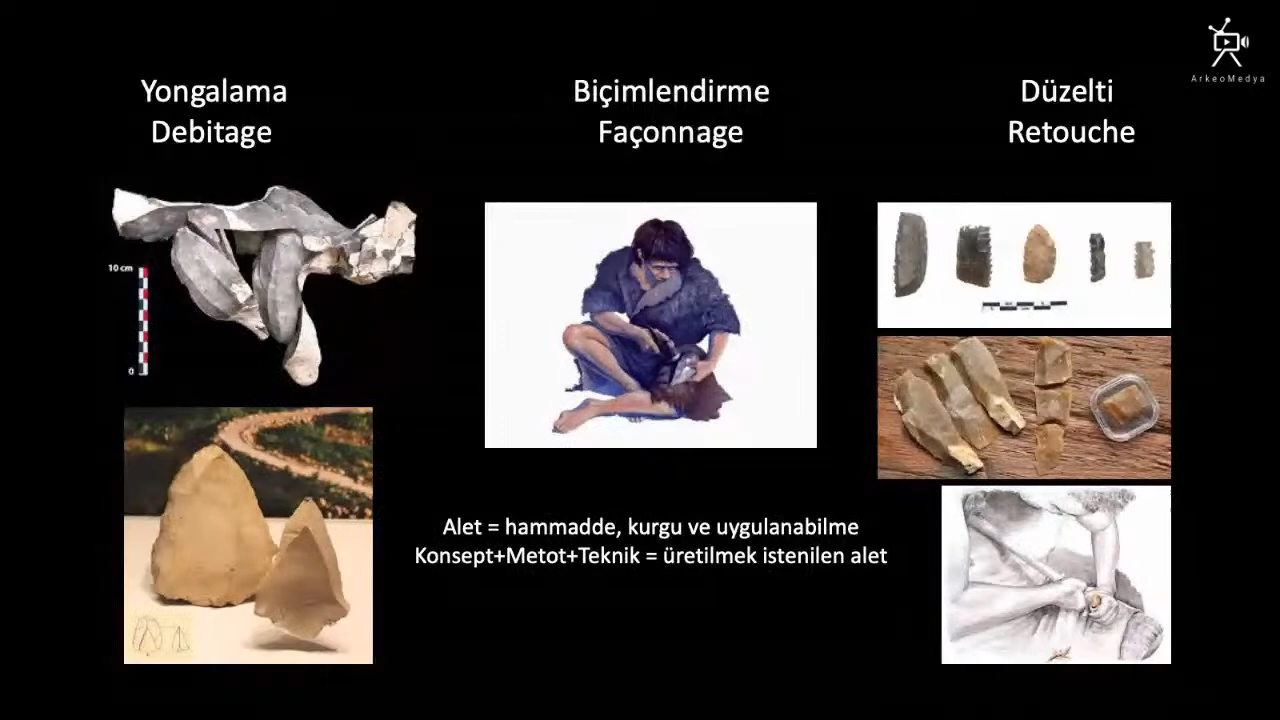 ArkeoMedya
Yongalama
Debitage
Biçimlendirme
Façonnage
Düzelti
Retouche
10 cm
0
Alet = hammadde, kurgu ve uygulanabilme
Konsept+Metot+Teknik = üretilmek istenilen alet